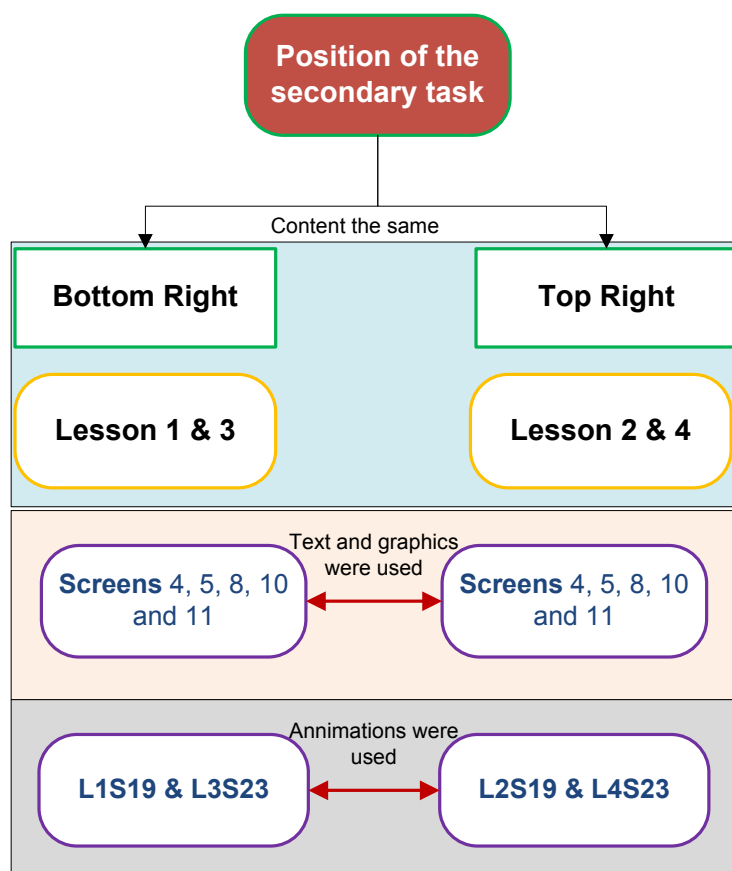 Position of the
secondary task
Content the same
Bottom Right
Top Right
Lesson 1 & 3
Lesson 2 & 4
Text and graphics
were used
Screens 4, 5, 8, 10
and 11
Screens 4, 5, 8, 10
and 11
Annimations were
used
L1S19 & L3S23
L2S19 & L4S23